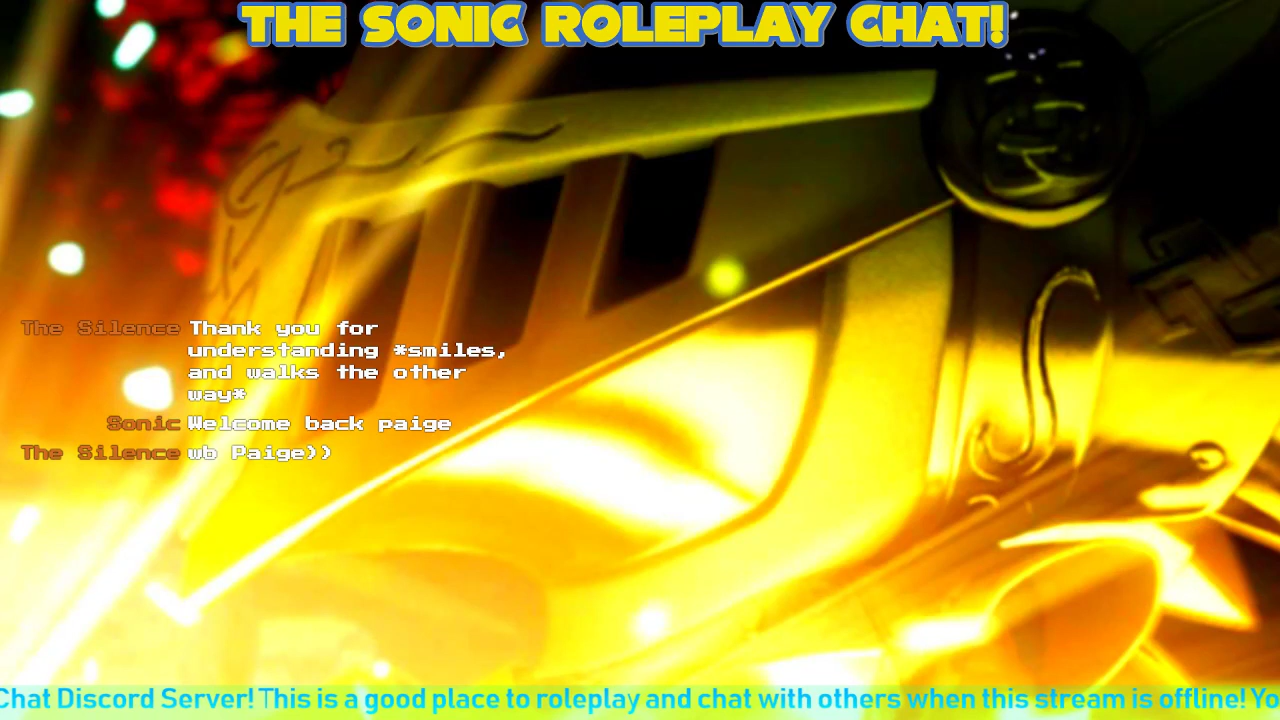 THE SONIC ROLEPLAY CHAT!
The Silence Thank you for
understanding *smiles,
and walks the other
way*
Sonic Welcome back paige
The Silence wb Paige))
Chat Discord Server! This is a good place to roleplay and chat with others when this stream is offline! Yo